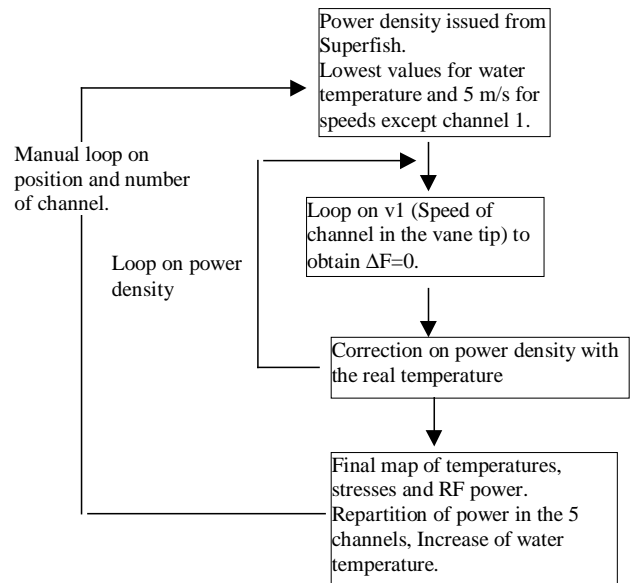 Power density issued from
Superfish.
Lowest values for water
temperature and 5 m/s for
speeds except channel 1.
Manual loop on
position and number
of channel.
Loop on v1 (Speed of
channel in the vane tip) to
obtain ΔF=0.
Loop on power
density
Correction on power density with
the real temperature
Final map of temperatures,
stresses and RF power.
Repartition of power in the 5
channels, Increase of water
temperature.